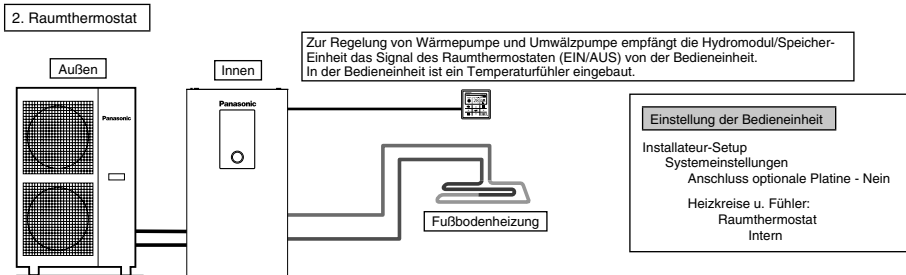 2. Raumthermostat
Zur Regelung von Wärmepumpe und Umwälzpumpe empfängt die Hydromodul/Speicher-
Einheit das Signal des Raumthermostaten (EIN/AUS) von der Bedieneinheit.
In der Bedieneinheit ist ein Temperaturfühler eingebaut.
Außen
Innen
Panasonic
Panasonic
Fußbodenheizung
Einstellung der Bedieneinheit
Installateur-Setup
Systemeinstellungen
Anschluss optionale Platine - Nein
Heizkreise u. Fühler:
Raumthermostat
Intern